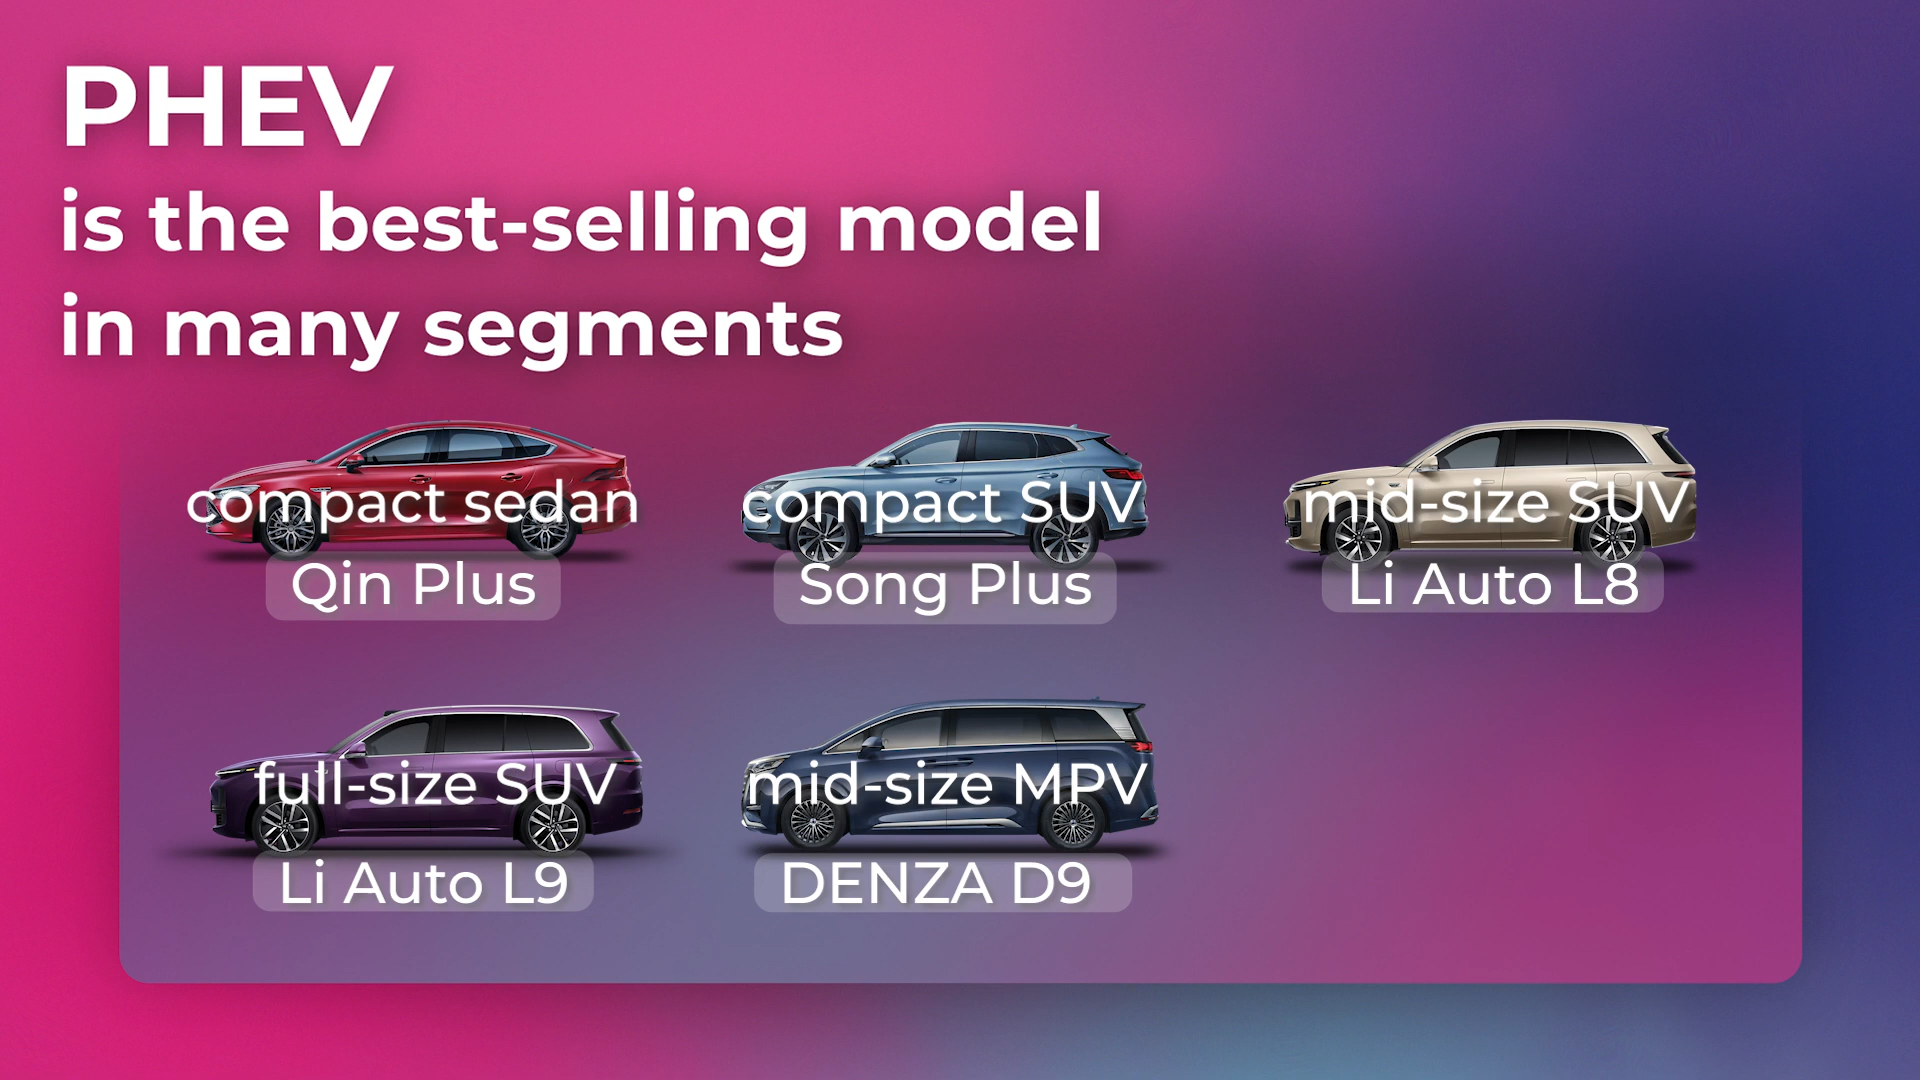 PHEV
is the best-selling model
in many segments
compact sedan
Qin Plus
compact SUV
Song Plus
mid-size SUV
Li Auto L8
full-size SUV
Li Auto L9
mid-size MPV
DENZA D9